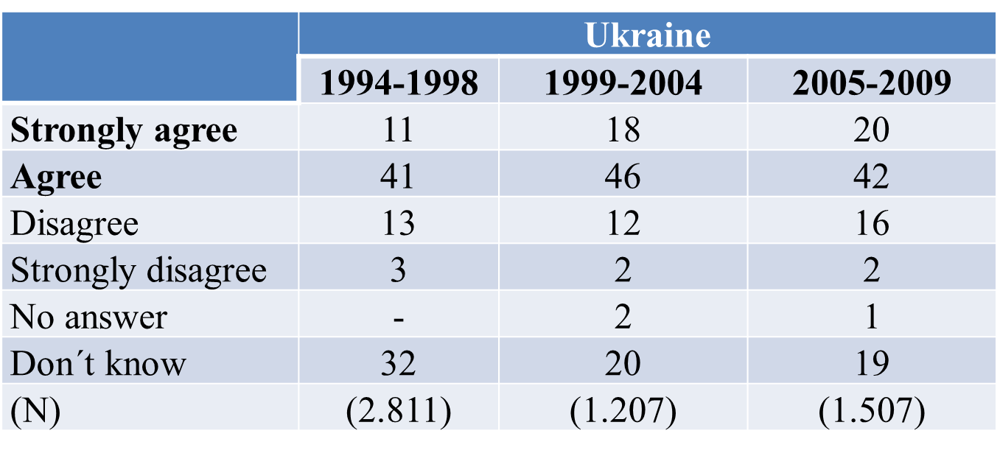 Ukraine
1994-1998 1999-2004 2005-2009
Strongly agree 11 18 20
Agree 41 46 42
Disagree 13 12 16
Strongly disagree 3 2 2
No answer - 2 1
Don´t know 32 20 19
(N) (2.811) (1.207) (1.507)